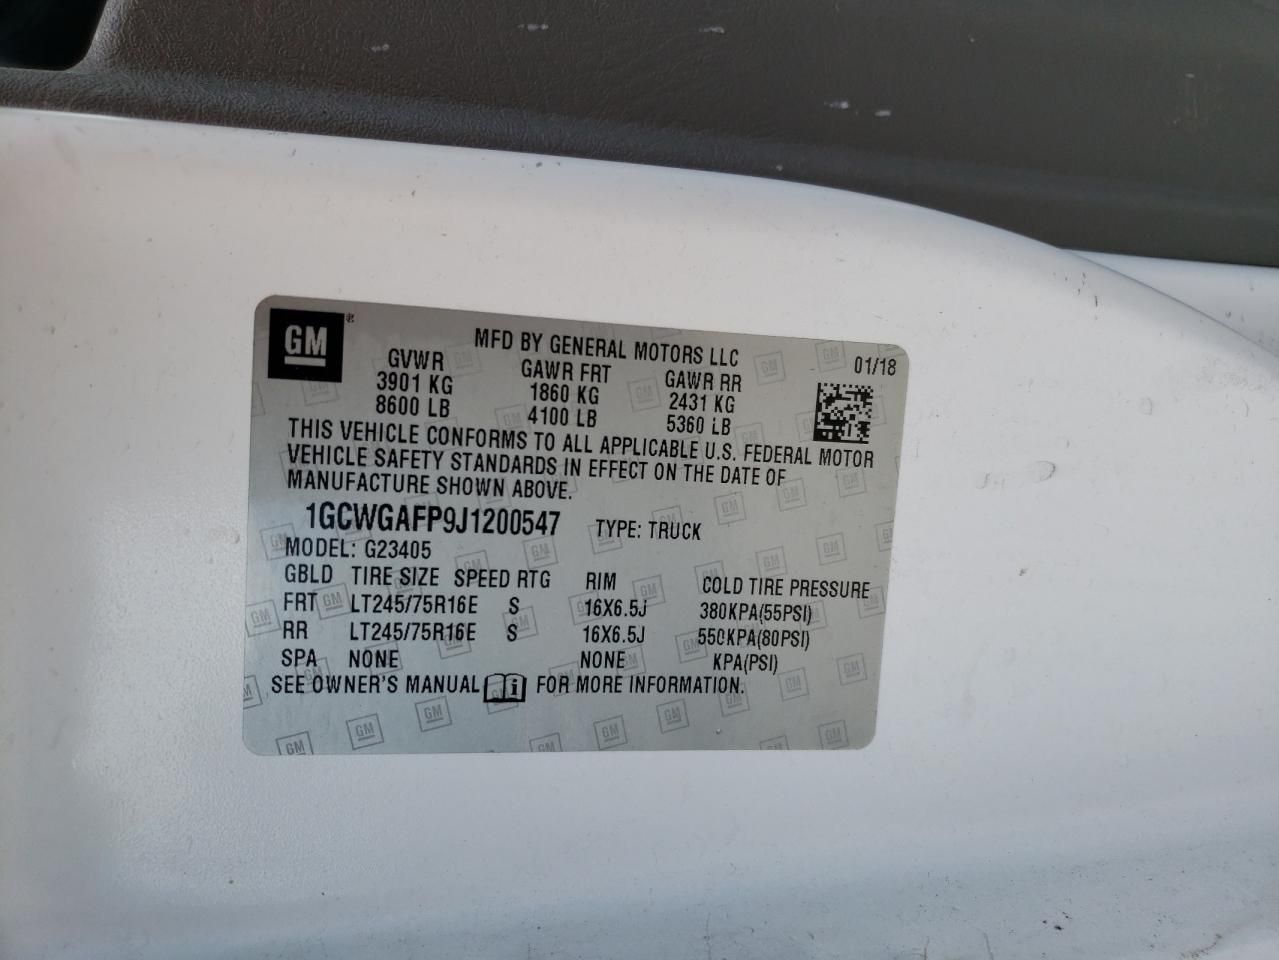 GM®
MFD BY GENERAL MOTORS LLC 01/18
GVWR GAWR FRT GAWR RR
3901 KG 1860 KG 2431 KG
8600 LB 4100 LB 5360 LB
THIS VEHICLE CONFORMS TO ALL APPLICABLE U.S. FEDERAL MOTOR
VEHICLE SAFETY STANDARDS IN EFFECT ON THE DATE OF
MANUFACTURE SHOWN ABOVE.
1GCWGAFP9J1200547 TYPE: TRUCK
MODEL: G23405
GBLD TIRE SIZE SPEED RTG RIM COLD TIRE PRESSURE
FRT LT245/75R16E S 16X6.5J 380KPA(55PSI)
RR LT245/75R16E S 16X6.5J 550KPA(80PSI)
SPA NONE NONE KPA(PSI)
SEE OWNER'S MANUAL i FOR MORE INFORMATION.